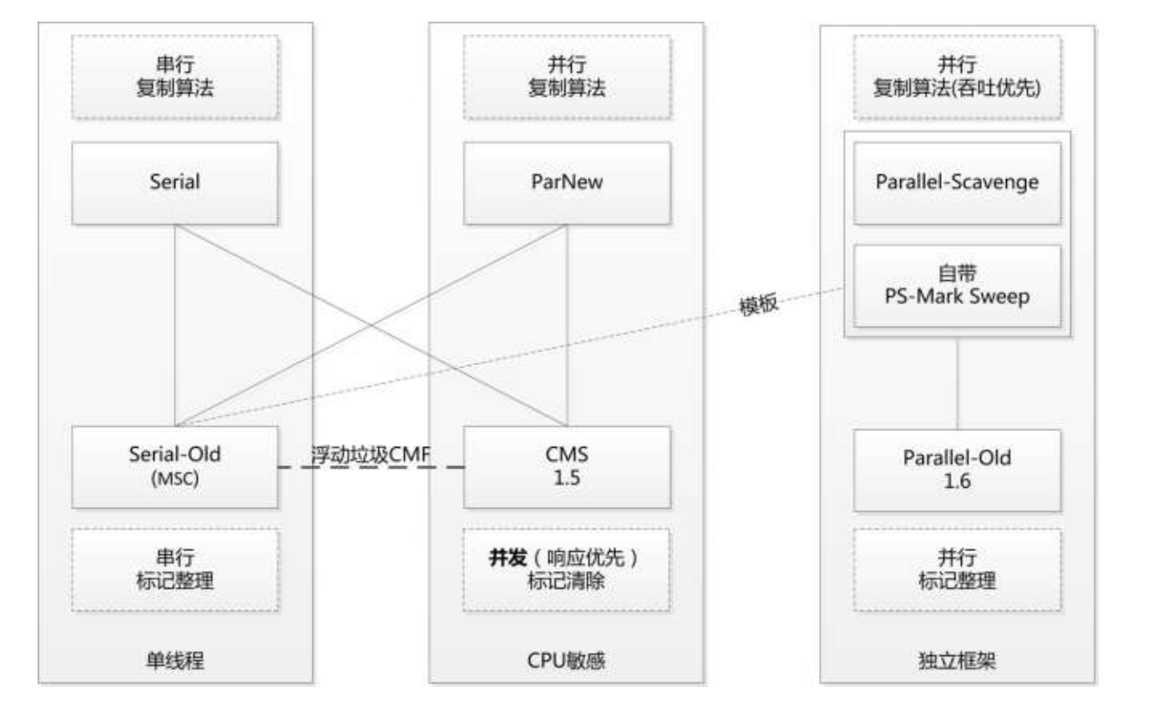 串行
复制算法
Serial
Serial-Old
(MSC)
串行
标记整理
单线程
浮动垃圾CMF
并行
复制算法
ParNew
CMS
1.5
并发（响应优先）
标记清除
CPU敏感
模板
并行
复制算法(吞吐优先)
Parallel-Scavenge
自带
PS-Mark Sweep
Parallel-Old
1.6
并行
标记整理
独立框架